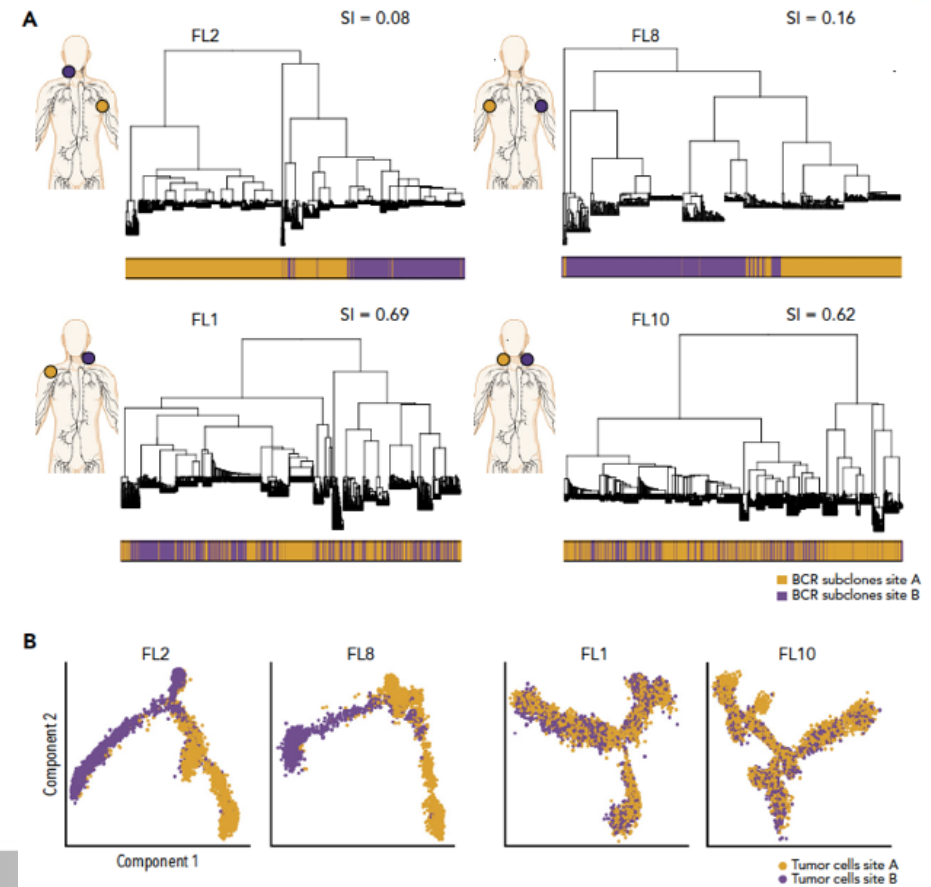 A
SI = 0.08
SI = 0.16
FL2
FL8
FL1
SI = 0.69
FL10
SI = 0.62
BCR subclones site A
BCR subclones site B
B
FL2
FL8
FL1
FL10
Component 2
Component 1
Tumor cells site A
Tumor cells site B